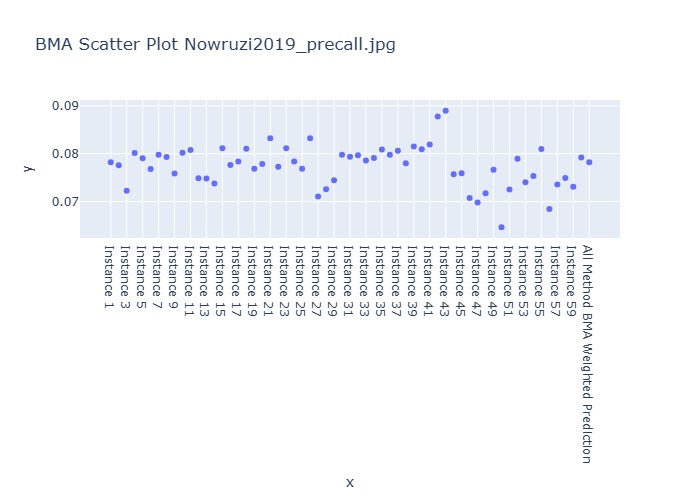 BMA Scatter Plot Nowruzi2019_precall.jpg
0.09
0.08
0.07
y
Instance 1
Instance 3
Instance 5
Instance 7
Instance 9
Instance 11
Instance 13
Instance 15
Instance 17
Instance 19
Instance 21
Instance 23
Instance 25
Instance 27
Instance 29
Instance 31
Instance 33
Instance 35
Instance 37
Instance 39
Instance 41
Instance 43
Instance 45
Instance 47
Instance 49
Instance 51
Instance 53
Instance 55
Instance 57
Instance 59
All Method BMA Weighted Prediction
x